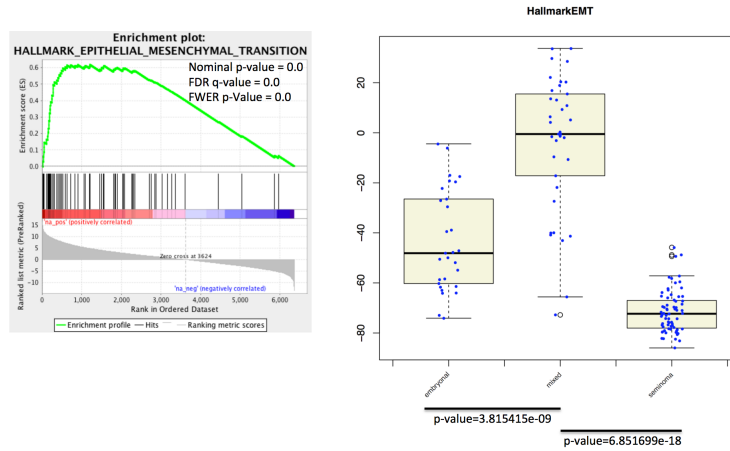 HallmarkEMT
Enrichment plot:
HALLMARK_EPITHELIAL_MESENCHYMAL_TRANSITION
Nominal p-value = 0.0
FDR q-value = 0.0
FWER p-Value = 0.0
Enrichment score (ES)
0.6
0.5
0.4
0.3
0.2
0.1
0.0
'na_pos' (positively correlated)
Ranked list metric (PreRanked)
15
10
5
0
-5
-10
Zero cross at 3624
'na_neg' (negatively correlated)
0 1,000 2,000 3,000 4,000 5,000 6,000
Rank in Ordered Dataset
Enrichment profile Hits Ranking metric scores
20
0
−20
−40
−60
−80
embryonal
mixed
seminoma
p-value=3.815415e-09
p-value=6.851699e-18